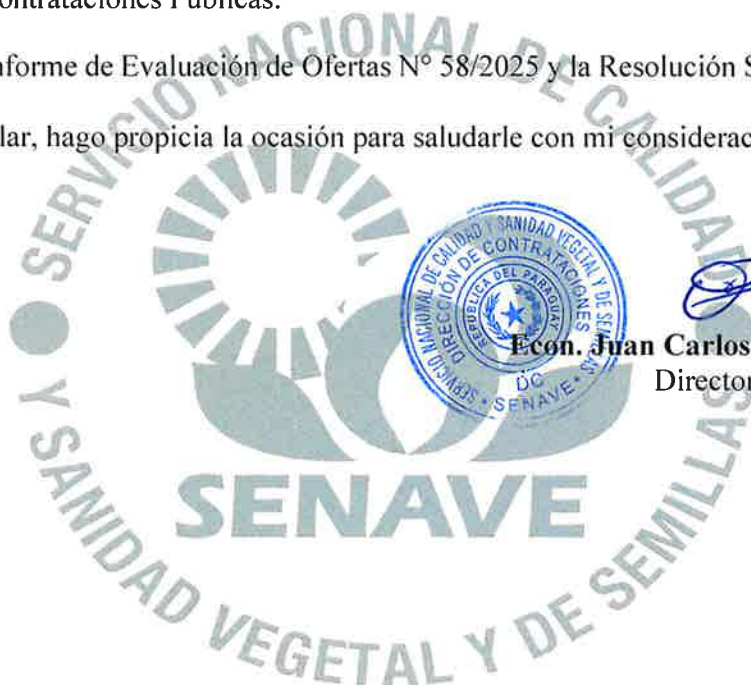 ontrataciones Públicas.
nforme de Evaluación de Ofertas N° 58/2025 y la Resolución S
lar, hago propicia la ocasión para saludarle con mi considerac
SERVICIO NACIONAL DE CALIDAD
Y SANIDAD VEGETAL Y DE SEMILLAS
SENAVE
SERVICIO NACIONAL DE CALIDAD Y SANIDAD VEGETAL Y DE SEMILLAS
DIRECCIÓN DE CONTRATACIONES
REPÚBLICA DEL PARAGUAY
DC
• SENAVE •
Econ. Juan Carlos
Director